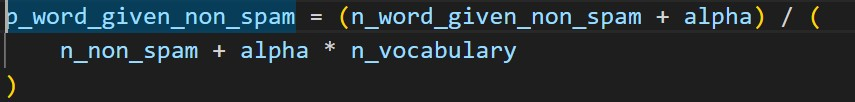 p_word_given_non_spam = (n_word_given_non_spam + alpha) / (
    n_non_spam + alpha * n_vocabulary
)